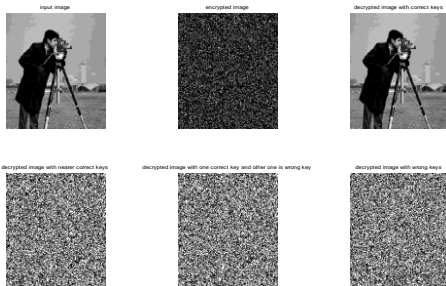 input image
encrypted image
decrypted image with correct keys
decrypted image with nearer correct keys
decrypted image with one correct key and other one is wrong key
decrypted image with wrong keys